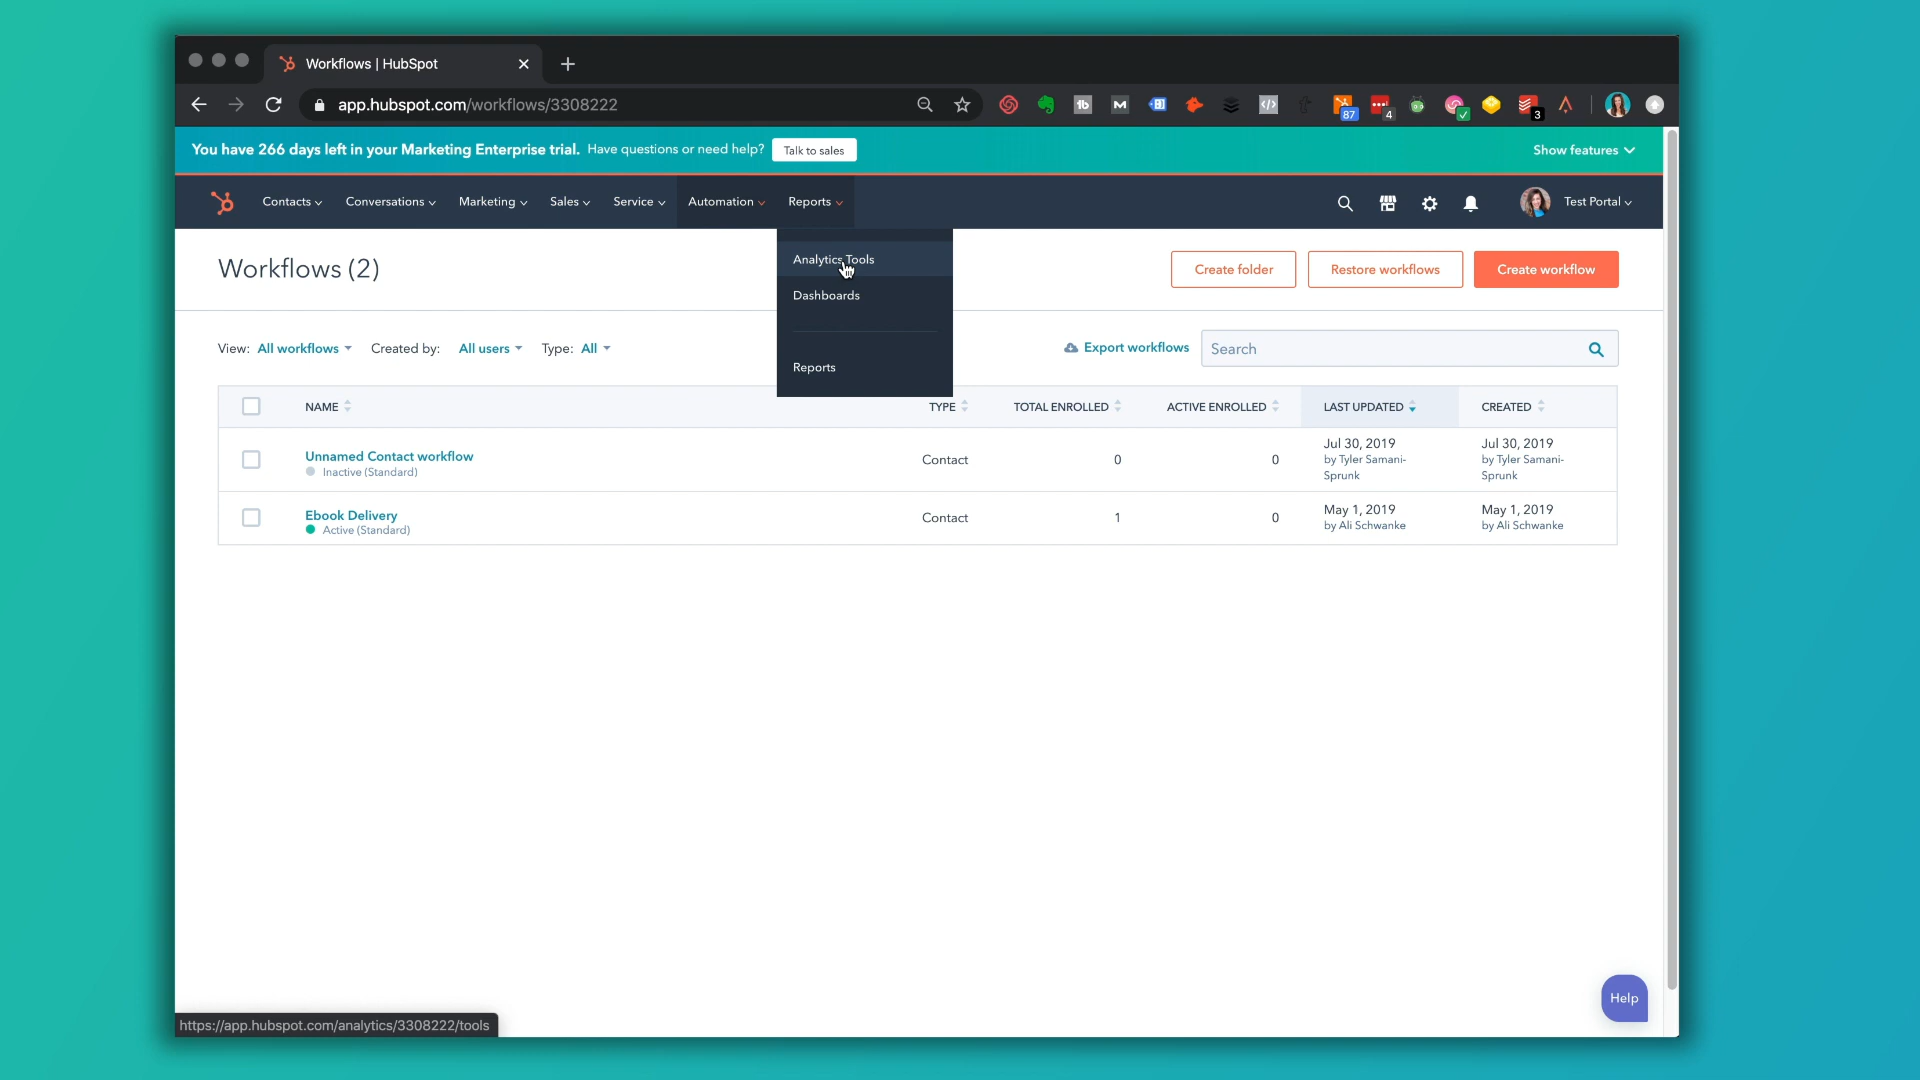 Workflows | HubSpot
app.hubspot.com/workflows/3308222
87
4
3
You have 266 days left in your Marketing Enterprise trial. Have questions or need help? Talk to sales Show features
Contacts Conversations Marketing Sales Service Automation Reports Test Portal
Analytics Tools
Dashboards
Reports
Workflows (2)
Create folder Restore workflows Create workflow
View: All workflows Created by: All users Type: All Export workflows Search
NAME TYPE TOTAL ENROLLED ACTIVE ENROLLED LAST UPDATED CREATED
Unnamed Contact workflow
Inactive (Standard)
Contact 0 0
Jul 30, 2019
by Tyler Samani-
Sprunk
Jul 30, 2019
by Tyler Samani-
Sprunk
Ebook Delivery
Active (Standard)
Contact 1 0
May 1, 2019
by Ali Schwanke
May 1, 2019
by Ali Schwanke
Help
https://app.hubspot.com/analytics/3308222/tools